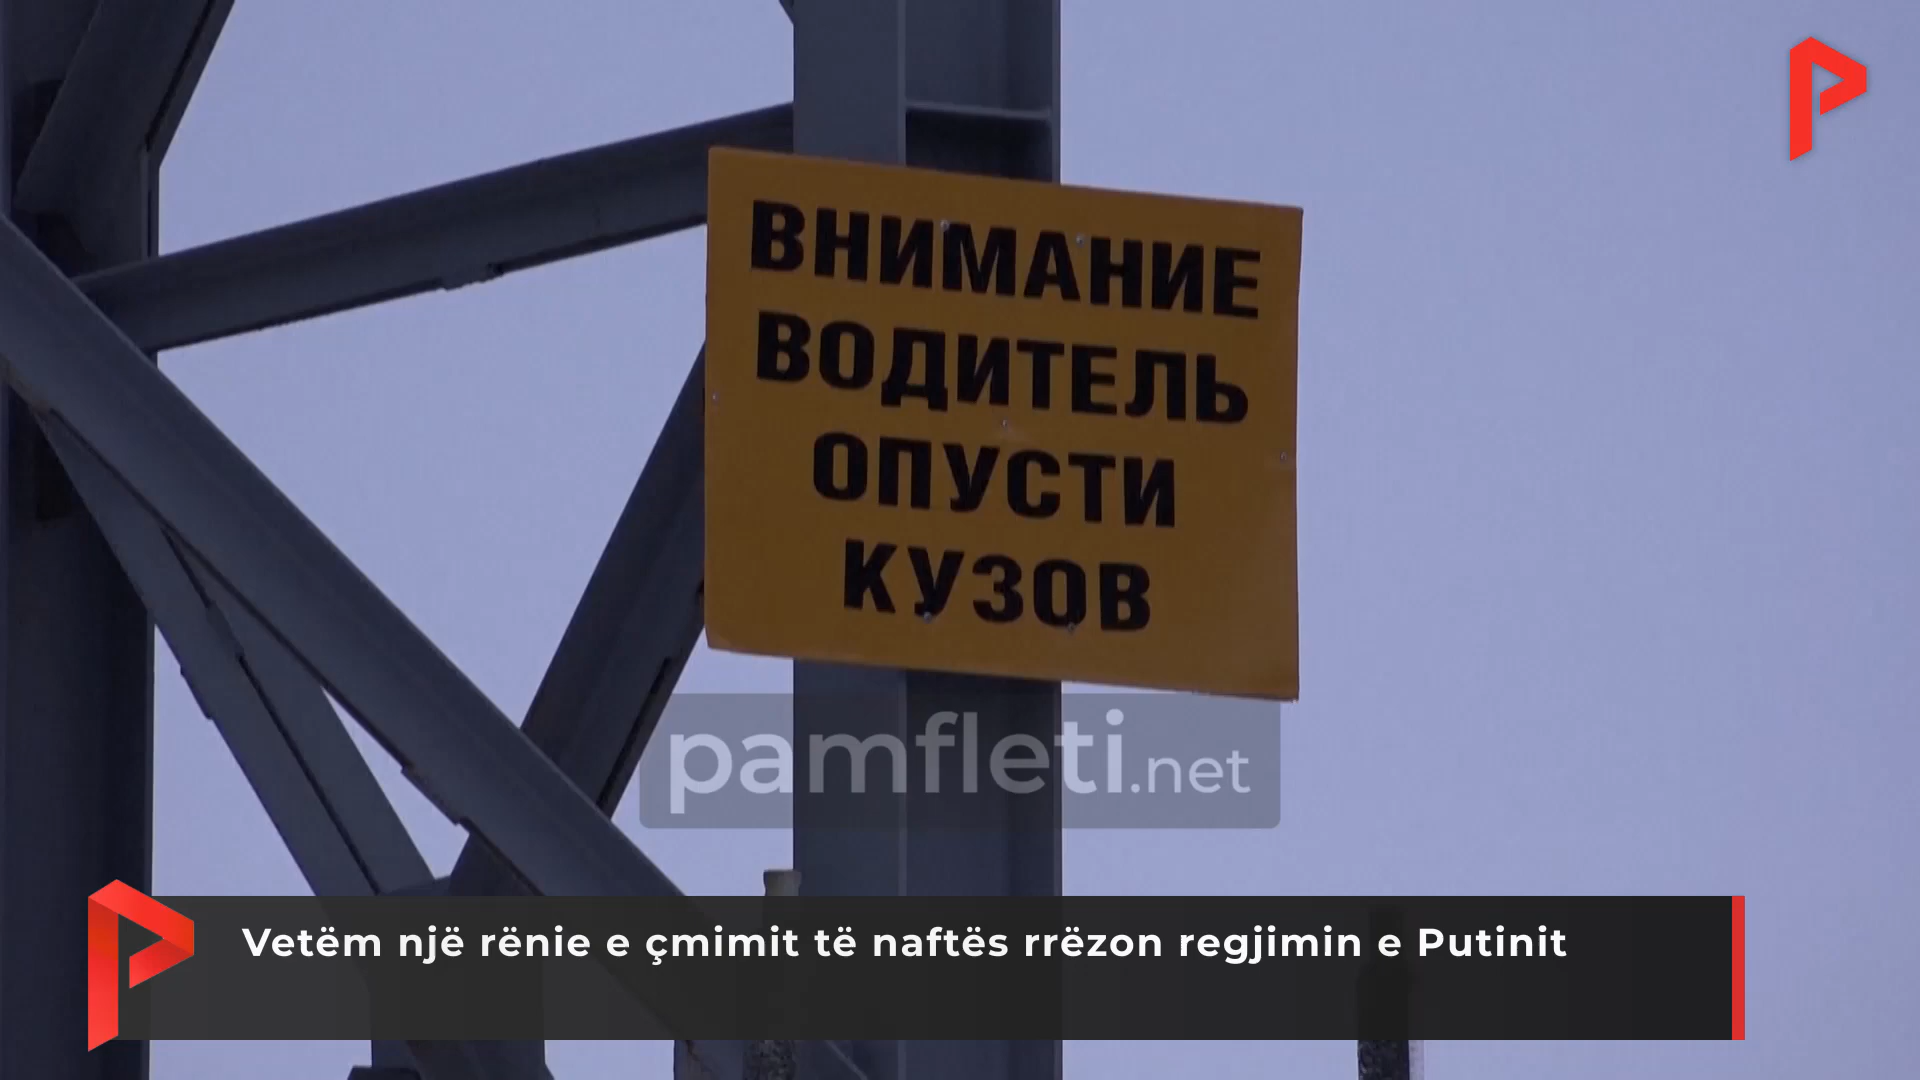 ВНИМАНИЕ
ВОДИТЕЛЬ
ОПУСТИ
КУЗОВ
pamfleti.net
Vetëm një rënie e çmimit të naftës rrëzon regjimin e Putinit